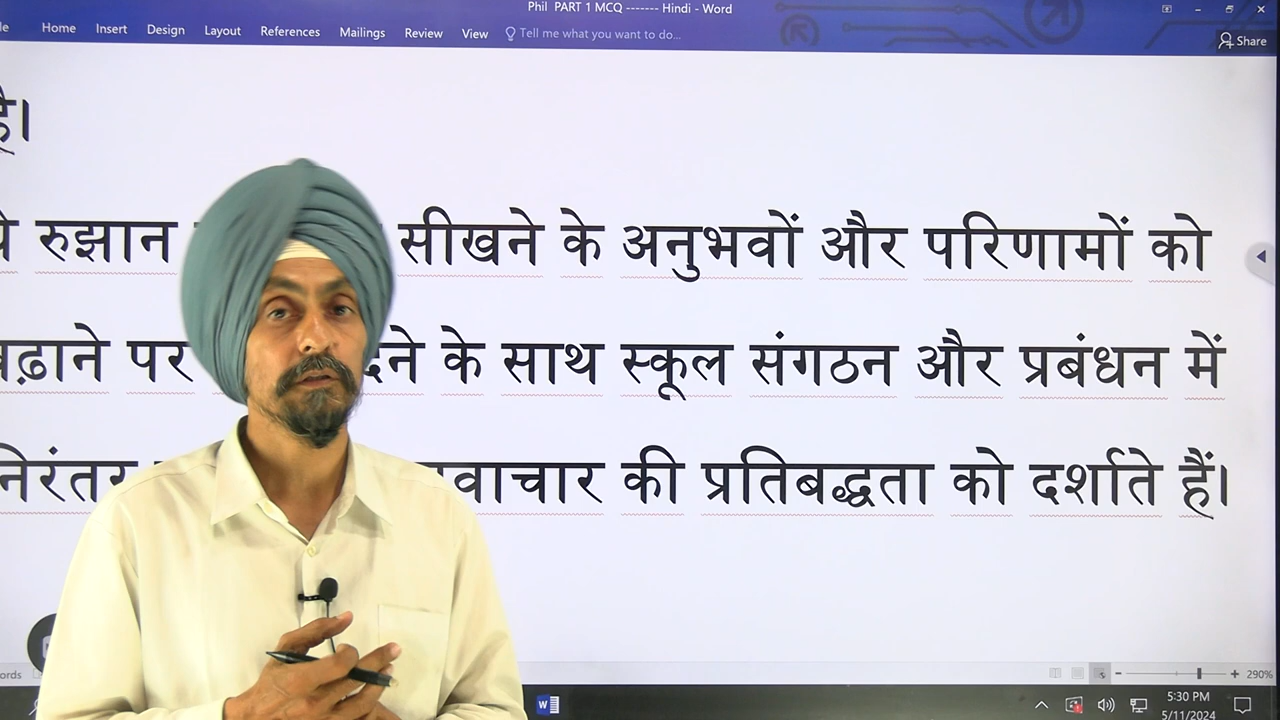 Phil PART 1 MCQ ------- Hindi - Word
Home Insert Design Layout References Mailings Review View Tell me what you want to do...
Share
है।
रुझान सीखने के अनुभवों और परिणामों को
पर के साथ स्कूल संगठन और प्रबंधन में
की प्रतिबद्धता को दर्शाते हैं।
290%
5:30 PM
5/11/2024